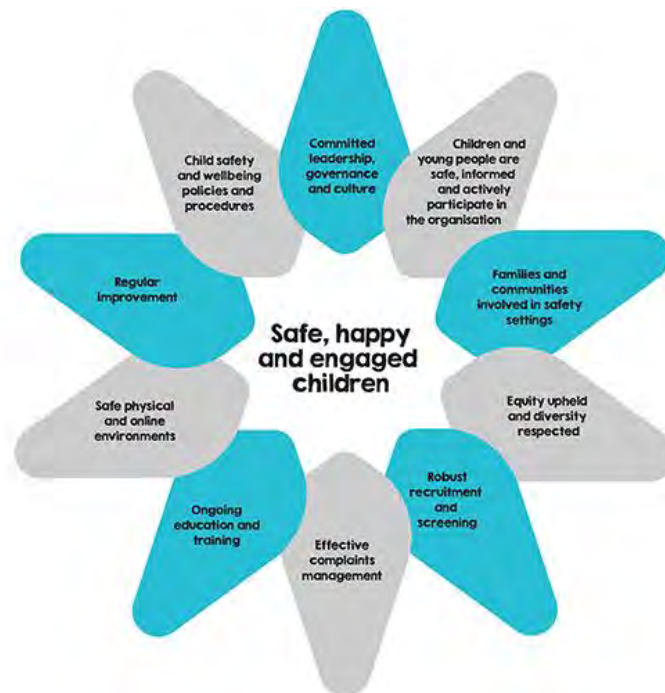 Committed
leadership,
governance
and culture
Children and
young people are
safe, informed
and actively
participate in
the organisation
Families and
communities
involved in safety
settings
Equity upheld
and diversity
respected
Robust
recruitment
and
screening
Effective
complaints
management
Ongoing
education and
training
Safe physical
and online
environments
Regular
improvement
Child safety
and wellbeing
policies and
procedures
Safe, happy
and engaged
children